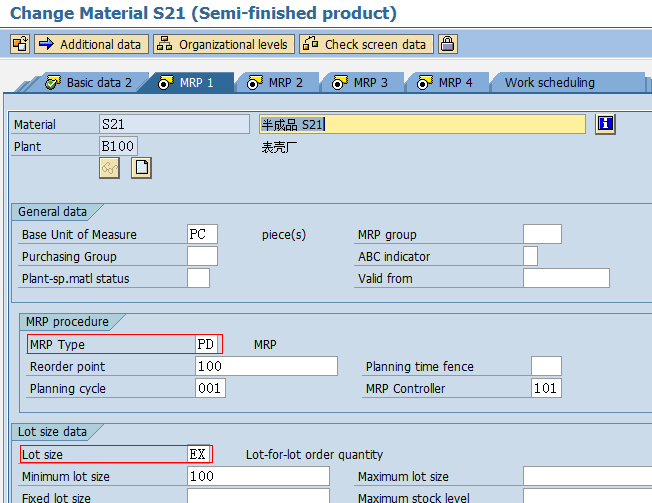 Change Material S21 (Semi-finished product)
Additional data Organizational levels Check screen data
Basic data 2 MRP 1 MRP 2 MRP 3 MRP 4 Work scheduling
Material S21 半成品 S21
Plant B100 表壳厂
General data
Base Unit of Measure PC piece(s) MRP group
Purchasing Group ABC indicator
Plant-sp.matl status Valid from
MRP procedure
MRP Type PD MRP
Reorder point 100 Planning time fence
Planning cycle 001 MRP Controller 101
Lot size data
Lot size EX Lot-for-lot order quantity
Minimum lot size 100 Maximum lot size
Fixed lot size Maximum stock level